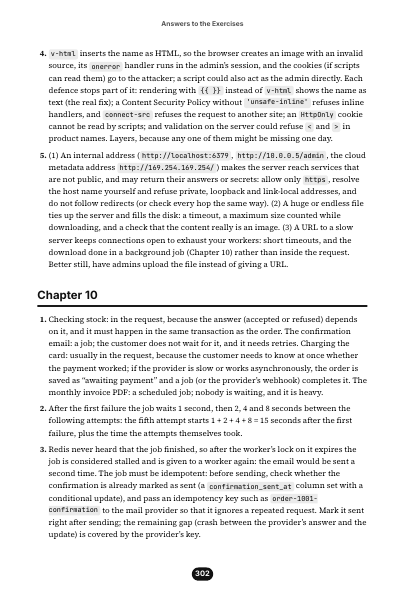 Answers to the Exercises
4. v-html inserts the name as HTML, so the browser creates an image with an invalid
source, its onerror handler runs in the admin's session, and the cookies (if scripts
can read them) go to the attacker; a script could also act as the admin directly. Each
defence stops part of it: rendering with {{ }} instead of v-html shows the name as
text (the real fix); a Content Security Policy without 'unsafe-inline' refuses inline
handlers, and connect-src refuses the request to another site; an HttpOnly cookie
cannot be read by scripts; and validation on the server could refuse < and > in
product names. Layers, because any one of them might be missing one day.
5. (1) An internal address (http://localhost:6379, http://10.0.0.5/admin, the cloud
metadata address http://169.254.169.254/) makes the server reach services that
are not public, and may return their answers or secrets: allow only https, resolve
the host name yourself and refuse private, loopback and link-local addresses, and
do not follow redirects (or check every hop the same way). (2) A huge or endless file
ties up the server and fills the disk: a timeout, a maximum size counted while
downloading, and a check that the content really is an image. (3) A URL to a slow
server keeps connections open to exhaust your workers: short timeouts, and the
download done in a background job (Chapter 10) rather than inside the request.
Better still, have admins upload the file instead of giving a URL.
Chapter 10
1. Checking stock: in the request, because the answer (accepted or refused) depends
on it, and it must happen in the same transaction as the order. The confirmation
email: a job; the customer does not wait for it, and it needs retries. Charging the
card: usually in the request, because the customer needs to know at once whether
the payment worked; if the provider is slow or works asynchronously, the order is
saved as “awaiting payment” and a job (or the provider's webhook) completes it. The
monthly invoice PDF: a scheduled job; nobody is waiting, and it is heavy.
2. After the first failure the job waits 1 second, then 2, 4 and 8 seconds between the
following attempts: the fifth attempt starts 1 + 2 + 4 + 8 = 15 seconds after the first
failure, plus the time the attempts themselves took.
3. Redis never heard that the job finished, so after the worker's lock on it expires the
job is considered stalled and is given to a worker again: the email would be sent a
second time. The job must be idempotent: before sending, check whether the
confirmation is already marked as sent (a confirmation_sent_at column set with a
conditional update), and pass an idempotency key such as order-1001-
confirmation to the mail provider so that it ignores a repeated request. Mark it sent
right after sending; the remaining gap (crash between the provider's answer and the
update) is covered by the provider's key.
302